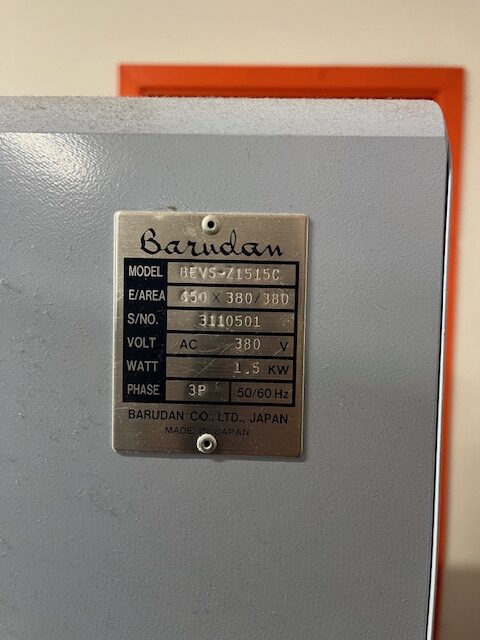 Barudan
MODEL BEVS-Z1515C
E/AREA 450 × 380/380
S/NO. 3110501
VOLT AC 380 V
WATT 1.5 KW
PHASE 3P 50/60 Hz
BARUDAN CO., LTD., JAPAN
MADE IN JAPAN